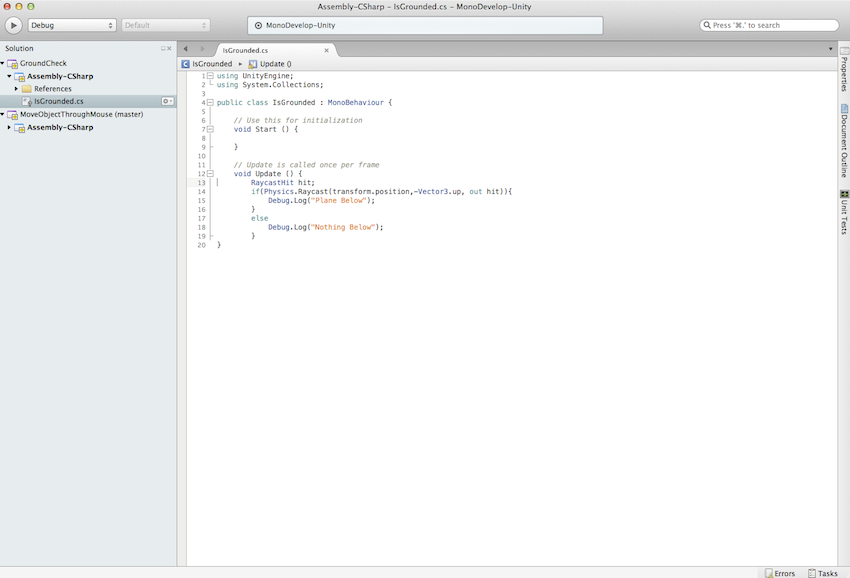 Assembly-CSharp – IsGrounded.cs – MonoDevelop-Unity
Debug
Default
MonoDevelop-Unity
Press '⌘.' to search
Solution
GroundCheck
Assembly-CSharp
References
IsGrounded.cs
MoveObjectThroughMouse (master)
Assembly-CSharp
IsGrounded.cs
IsGrounded
Update ()
1 using UnityEngine;
2 using System.Collections;
3
4 public class IsGrounded : MonoBehaviour {
5
6 // Use this for initialization
7 void Start () {
8
9 }
10
11 // Update is called once per frame
12 void Update () {
13 RaycastHit hit;
14 if(Physics.Raycast(transform.position,-Vector3.up, out hit)){
15 Debug.Log("Plane Below");
16 }
17 else
18 Debug.Log("Nothing Below");
19 }
20 }
Properties
Document Outline
Unit Tests
Errors
Tasks